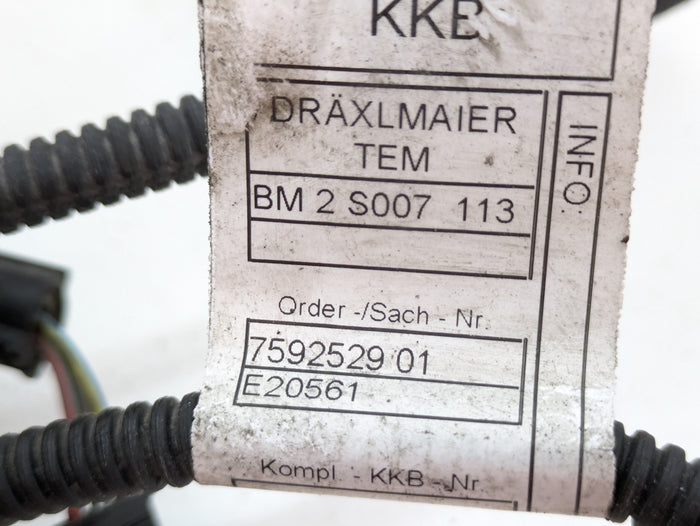 KKB
DRÄXLMAIER
TEM
BM 2 S007 113
INFO:
Order -/Sach - Nr.
7592529 01
E20561
Kompl. - KKB - Nr.